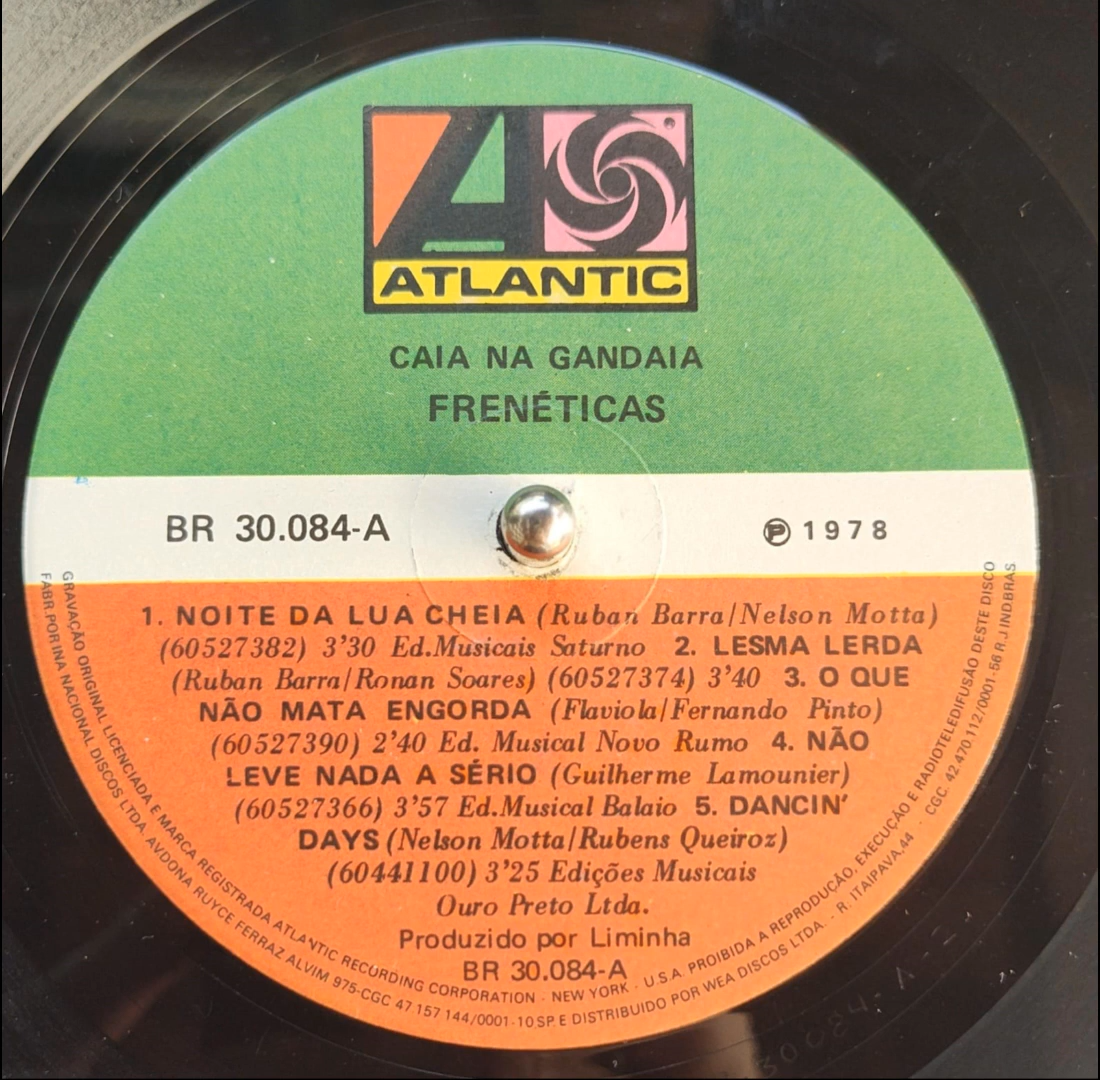 ATLANTIC
CAIA NA GANDAIA
FRENÉTICAS
BR 30.084-A
Ⓟ 1978
1. NOITE DA LUA CHEIA (Ruban Barra/Nelson Motta)
(60527382) 3'30 Ed.Musicais Saturno 2. LESMA LERDA
(Ruban Barra/Ronan Soares) (60527374) 3'40 3. O QUE
NÃO MATA ENGORDA (Flaviola/Fernando Pinto)
(60527390) 2'40 Ed. Musical Novo Rumo 4. NÃO
LEVE NADA A SÉRIO (Guilherme Lamounier)
(60527366) 3'57 Ed.Musical Balaio 5. DANCIN'
DAYS (Nelson Motta/Rubens Queiroz)
(60441100) 3'25 Edições Musicais
Ouro Preto Ltda.
Produzido por Liminha
BR 30.084-A
GRAVAÇÃO ORIGINAL LICENCIADA E MARCA REGISTRADA ATLANTIC RECORDING CORPORATION - NEW YORK - U.S.A. PROIBIDA A REPRODUÇÃO, EXECUÇÃO E RADIOTELEDIFUSÃO DESTE DISCO
FABR.POR INA NACIONAL DISCOS LTDA. AV.DONA RUYCE FERRAZ ALVIM 975-CGC 47 157 144/0001-10 SP. E DISTRIBUIDO POR WEA DISCOS LTDA. - R. ITAIPAVA,44 - CGC. 42.470.112/0001-56 R.J. INDBRAS.